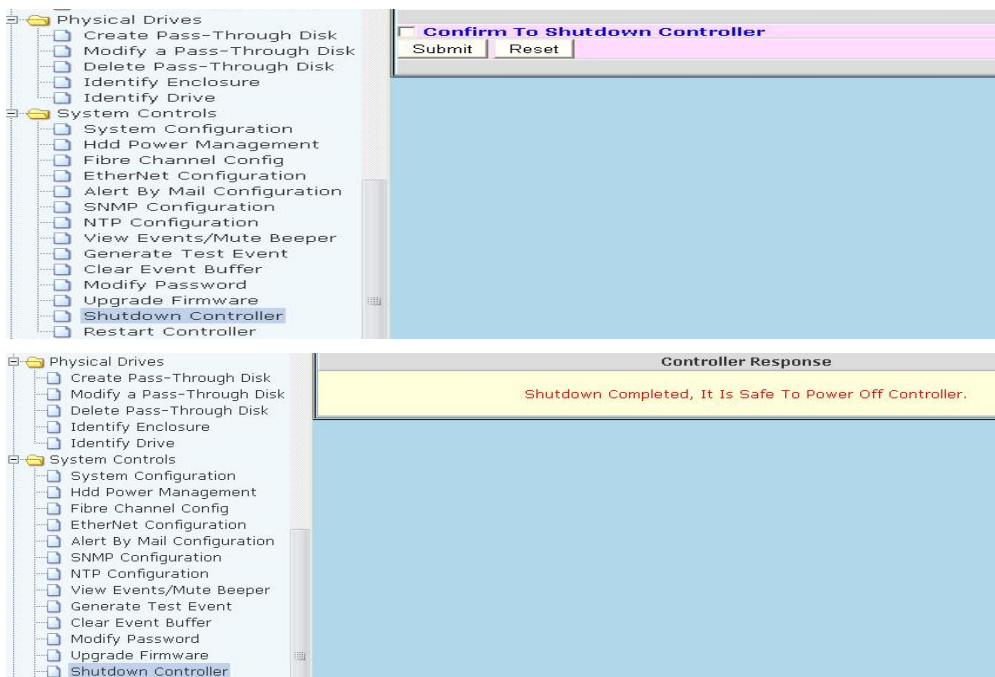 Physical Drives
Create Pass-Through Disk
Modify a Pass-Through Disk
Delete Pass-Through Disk
Identify Enclosure
Identify Drive
System Controls
System Configuration
Hdd Power Management
Fibre Channel Config
EtherNet Configuration
Alert By Mail Configuration
SNMP Configuration
NTP Configuration
View Events/Mute Beeper
Generate Test Event
Clear Event Buffer
Modify Password
Upgrade Firmware
Shutdown Controller
Restart Controller
Confirm To Shutdown Controller
Submit Reset
Physical Drives
Create Pass-Through Disk
Modify a Pass-Through Disk
Delete Pass-Through Disk
Identify Enclosure
Identify Drive
System Controls
System Configuration
Hdd Power Management
Fibre Channel Config
EtherNet Configuration
Alert By Mail Configuration
SNMP Configuration
NTP Configuration
View Events/Mute Beeper
Generate Test Event
Clear Event Buffer
Modify Password
Upgrade Firmware
Shutdown Controller
Controller Response
Shutdown Completed, It Is Safe To Power Off Controller.